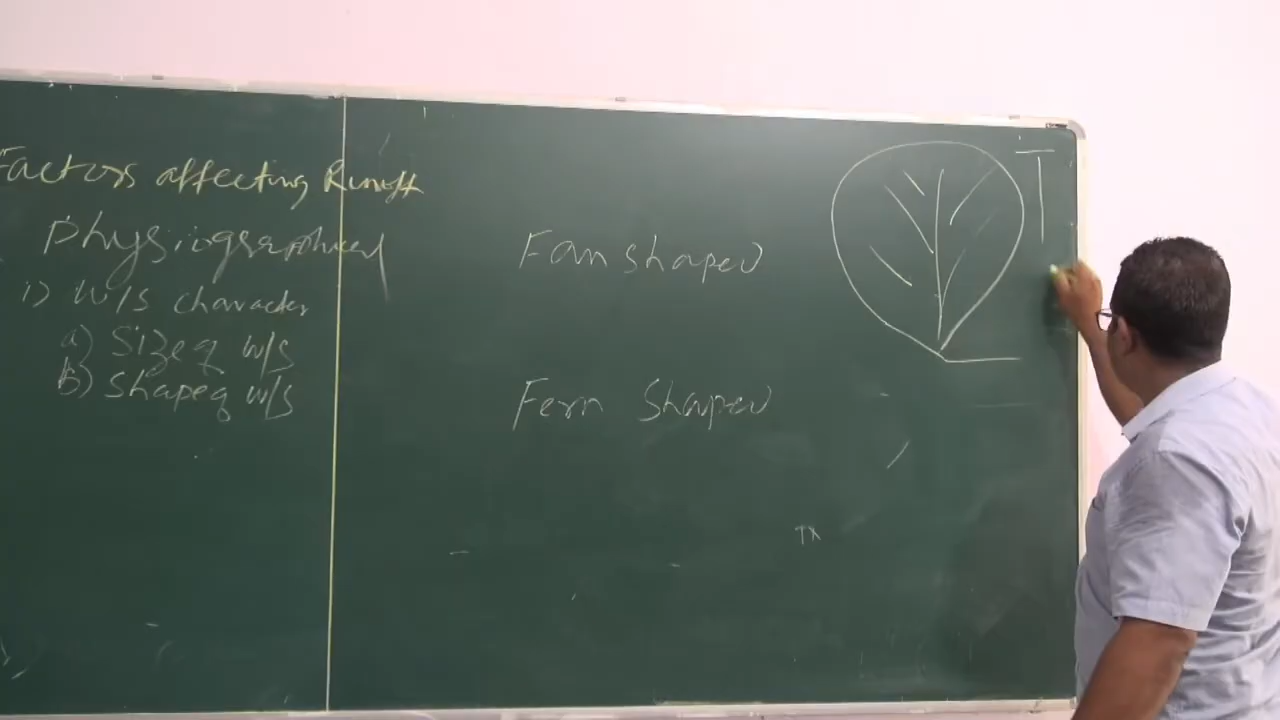 Factors affecting Runoff
Physiographical
1) W/S character
a) Size of W/S
b) Shape of W/S
Fan shaped
Fern Shaped